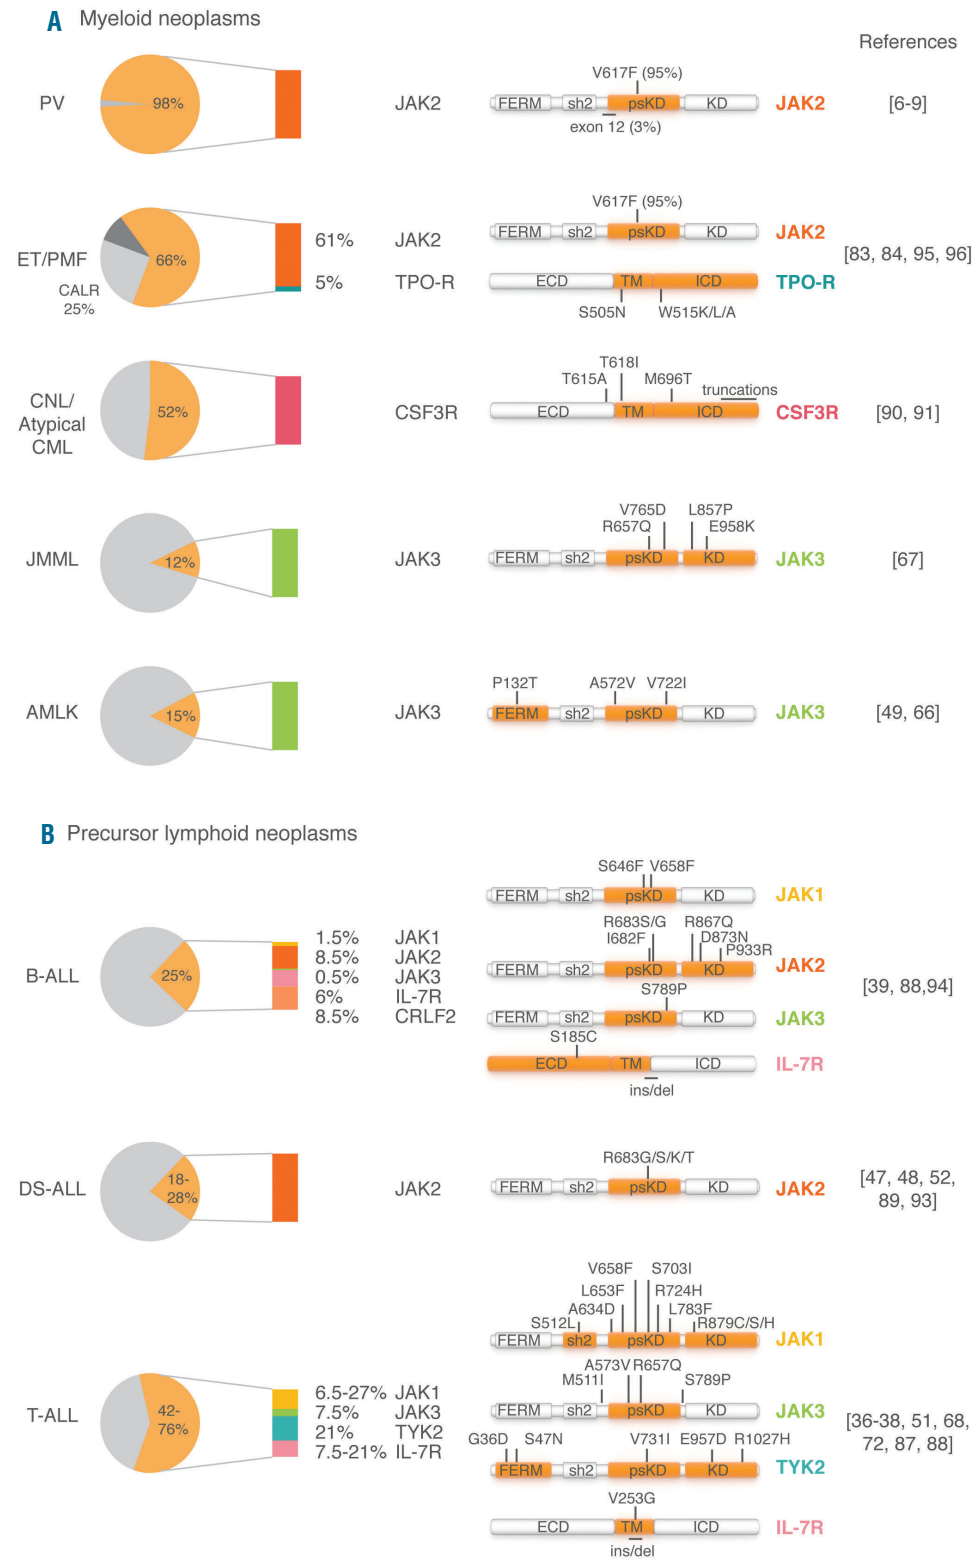 A Myeloid neoplasms
References
PV
98%
JAK2
V617F (95%)
FERM sh2 psKD KD
exon 12 (3%)
JAK2
[6-9]
ET/PMF
66%
CALR
25%
61% JAK2
5% TPO-R
V617F (95%)
FERM sh2 psKD KD
JAK2
ECD TM ICD
TPO-R
S505N W515K/L/A
[83, 84, 95, 96]
CNL/
Atypical
CML
52%
CSF3R
T618I
T615A M696T
truncations
ECD TM ICD
CSF3R
[90, 91]
JMML
12%
JAK3
V765D L857P
R657Q E958K
FERM sh2 psKD KD
JAK3
[67]
AMLK
15%
JAK3
P132T A572V V722I
FERM sh2 psKD KD
JAK3
[49, 66]
B Precursor lymphoid neoplasms
B-ALL
25%
1.5% JAK1
8.5% JAK2
0.5% JAK3
6% IL-7R
8.5% CRLF2
S646F V658F
FERM sh2 psKD KD
JAK1
R683S/G R867Q
I682F D873N
P933R
FERM sh2 psKD KD
JAK2
S789P
FERM sh2 psKD KD
JAK3
S185C
ECD TM ICD
IL-7R
ins/del
[39, 88,94]
DS-ALL
18-
28%
JAK2
R683G/S/K/T
FERM sh2 psKD KD
JAK2
[47, 48, 52,
89, 93]
T-ALL
42-
76%
6.5-27% JAK1
7.5% JAK3
21% TYK2
7.5-21% IL-7R
V658F S703I
L653F R724H
A634D L783F
S512L R879C/S/H
FERM sh2 psKD KD
JAK1
A573V R657Q
M511I S789P
FERM sh2 psKD KD
JAK3
G36D S47N V731I E957D R1027H
FERM sh2 psKD KD
TYK2
V253G
ECD TM ICD
IL-7R
ins/del
[36-38, 51, 68,
72, 87, 88]